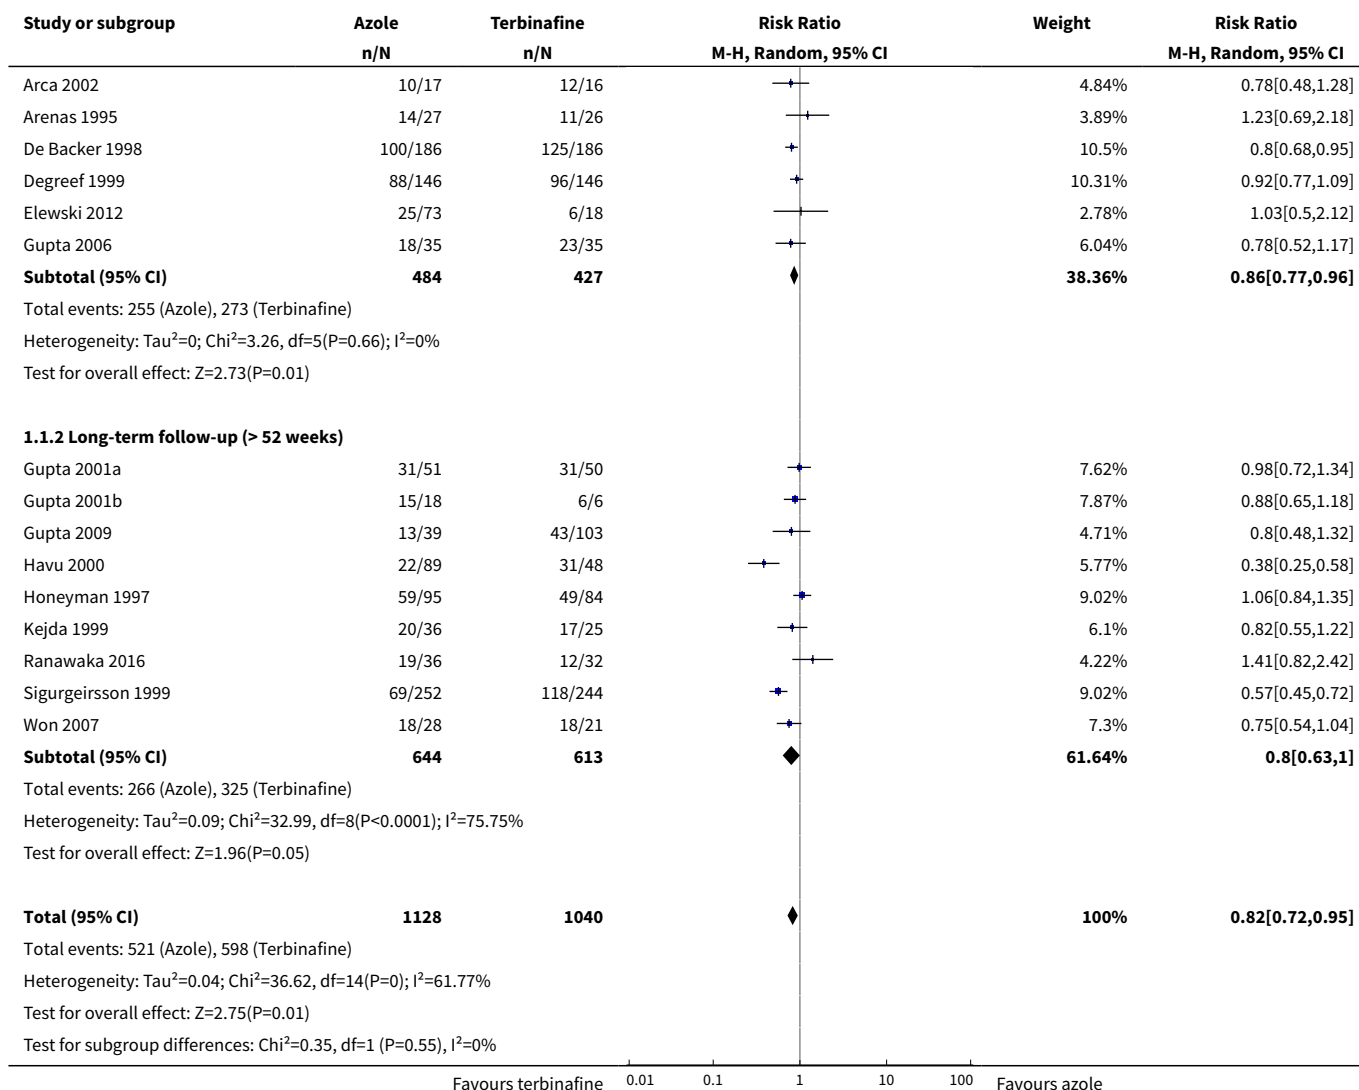 Study or subgroup Azole Terbinafine Risk Ratio Weight Risk Ratio
n/N n/N M-H, Random, 95% CI M-H, Random, 95% CI
Arca 2002 10/17 12/16 4.84% 0.78[0.48,1.28]
Arenas 1995 14/27 11/26 3.89% 1.23[0.69,2.18]
De Backer 1998 100/186 125/186 10.5% 0.8[0.68,0.95]
Degreef 1999 88/146 96/146 10.31% 0.92[0.77,1.09]
Elewski 2012 25/73 6/18 2.78% 1.03[0.5,2.12]
Gupta 2006 18/35 23/35 6.04% 0.78[0.52,1.17]
Subtotal (95% CI) 484 427 38.36% 0.86[0.77,0.96]
Total events: 255 (Azole), 273 (Terbinafine)
Heterogeneity: Tau²=0; Chi²=3.26, df=5(P=0.66); I²=0%
Test for overall effect: Z=2.73(P=0.01)
1.1.2 Long-term follow-up (> 52 weeks)
Gupta 2001a 31/51 31/50 7.62% 0.98[0.72,1.34]
Gupta 2001b 15/18 6/6 7.87% 0.88[0.65,1.18]
Gupta 2009 13/39 43/103 4.71% 0.8[0.48,1.32]
Havu 2000 22/89 31/48 5.77% 0.38[0.25,0.58]
Honeyman 1997 59/95 49/84 9.02% 1.06[0.84,1.35]
Kejda 1999 20/36 17/25 6.1% 0.82[0.55,1.22]
Ranawaka 2016 19/36 12/32 4.22% 1.41[0.82,2.42]
Sigurgeirsson 1999 69/252 118/244 9.02% 0.57[0.45,0.72]
Won 2007 18/28 18/21 7.3% 0.75[0.54,1.04]
Subtotal (95% CI) 644 613 61.64% 0.8[0.63,1]
Total events: 266 (Azole), 325 (Terbinafine)
Heterogeneity: Tau²=0.09; Chi²=32.99, df=8(P<0.0001); I²=75.75%
Test for overall effect: Z=1.96(P=0.05)
Total (95% CI) 1128 1040 100% 0.82[0.72,0.95]
Total events: 521 (Azole), 598 (Terbinafine)
Heterogeneity: Tau²=0.04; Chi²=36.62, df=14(P=0); I²=61.77%
Test for overall effect: Z=2.75(P=0.01)
Test for subgroup differences: Chi²=0.35, df=1 (P=0.55), I²=0%
Favours terbinafine 0.01 0.1 1 10 100 Favours azole